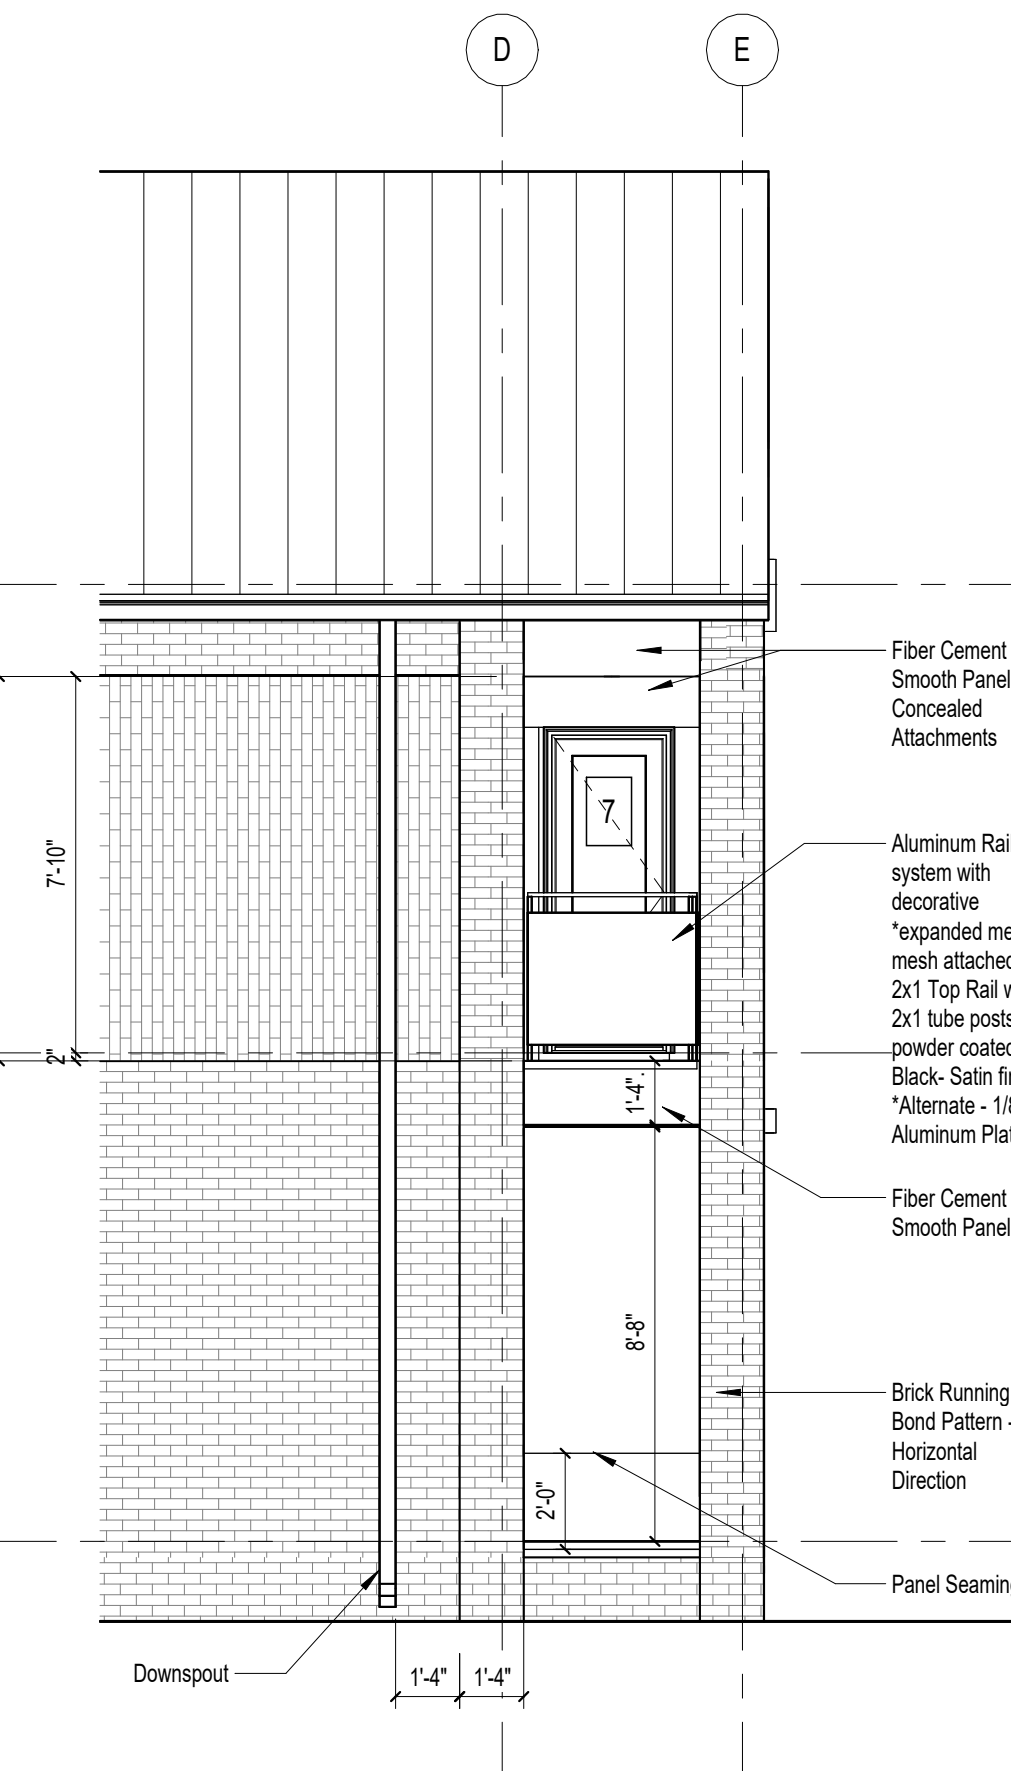 D
E
Fiber Cement
Smooth Panel
Concealed
Attachments
7
7'-10"
Aluminum Rai
system with
decorative
*expanded me
mesh attached
2x1 Top Rail w
2x1 tube posts
powder coated
Black- Satin fin
*Alternate - 1/8
Aluminum Plat
2"
1'-4"
Fiber Cement
Smooth Panel
8'-8"
Brick Running
Bond Pattern -
Horizontal
Direction
2'-0"
Panel Seaming
Downspout
1'-4"
1'-4"